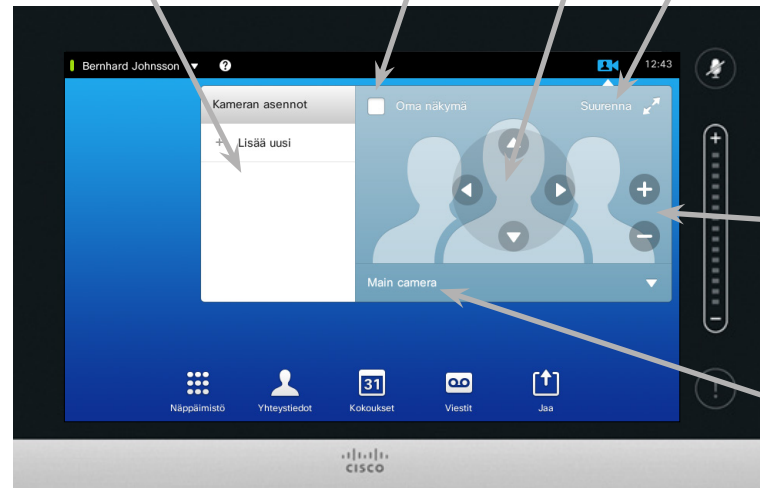 Bernhard Johnsson ? 12:43
Kameran asennot
Oma näkymä
Suurenna
+ Lisää uusi
Main camera
31
Näppäimistö
Yhteystiedot
Kokoukset
Viestit
Jaa
CISCO